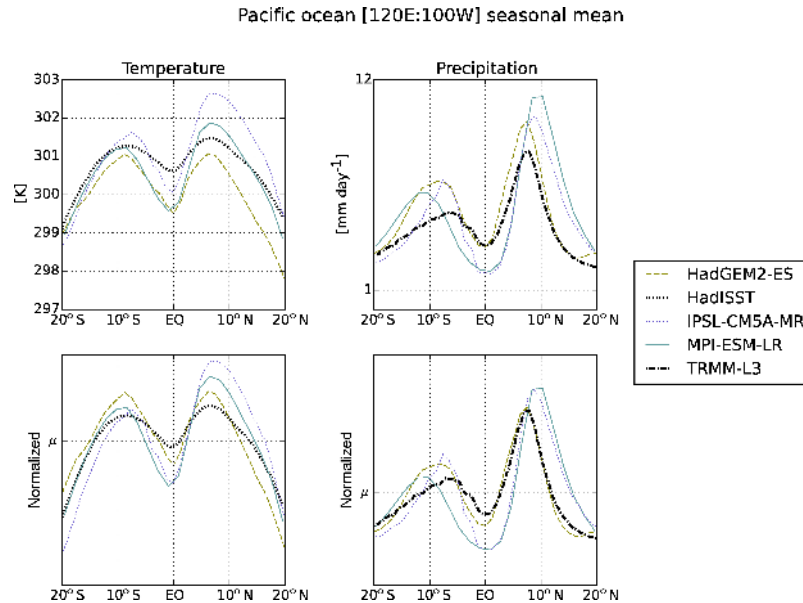 Pacific ocean [120E:100W] seasonal mean
Temperature
Precipitation
303
302
301
300
299
298
297
[K]
20° S
10° S
EQ
10° N
20° N
12
1
[mm day-1]
20° S
10° S
EQ
10° N
20° N
HadGEM2-ES
HadISST
IPSL-CM5A-MR
MPI-ESM-LR
TRMM-L3
Normalized
μ
20° S
10° S
EQ
10° N
20° N
Normalized
μ
20° S
10° S
EQ
10° N
20° N